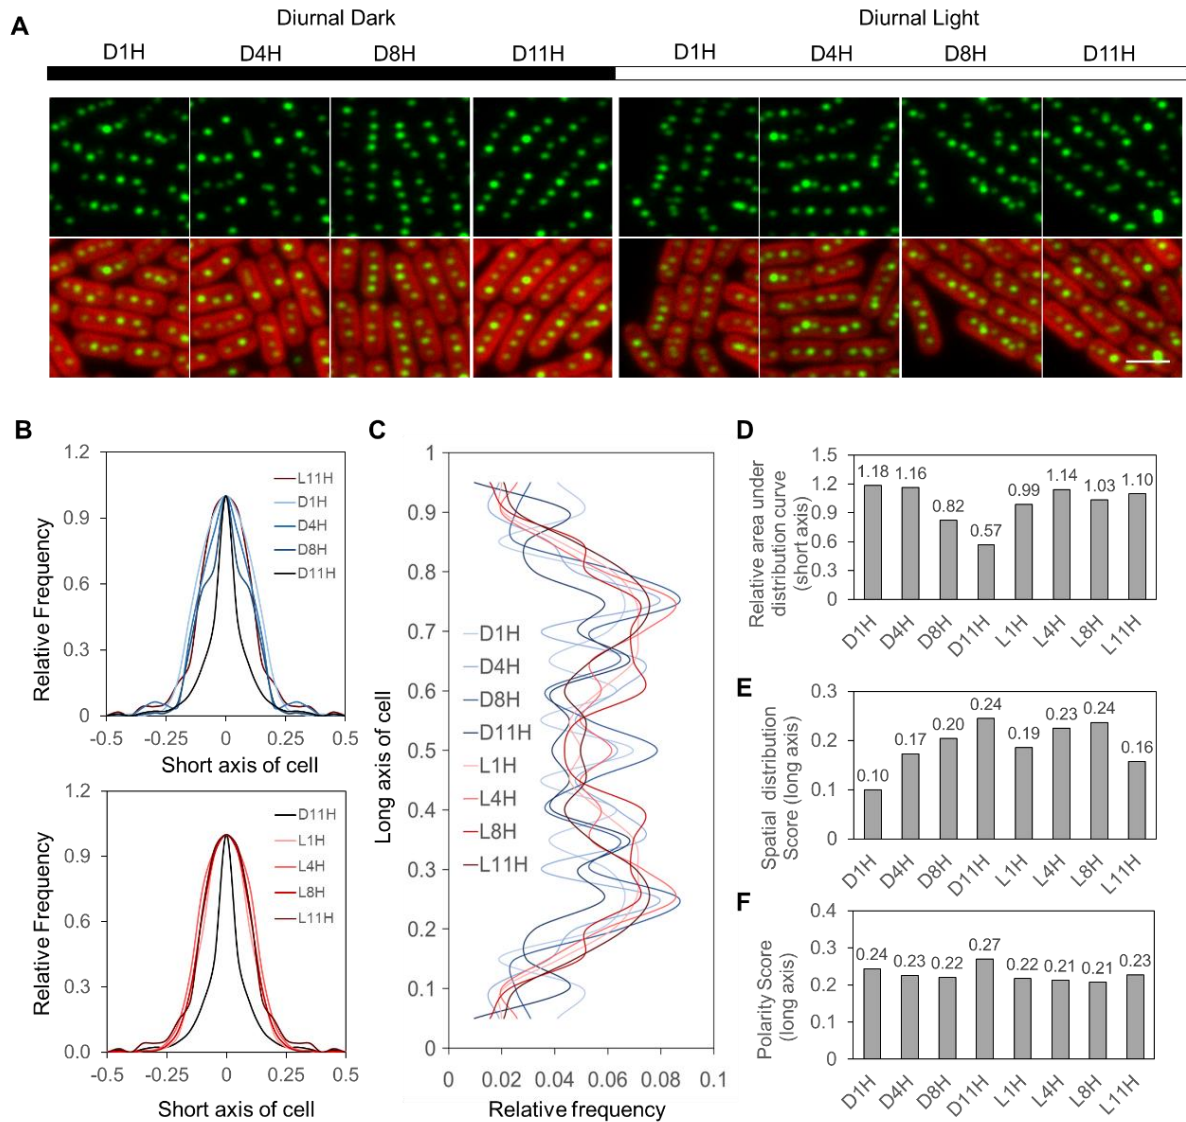 A
Diurnal Dark
Diurnal Light
D1H D4H D8H D11H D1H D4H D8H D11H
B
1.2
0.9
0.6
0.3
0
-0.5 -0.25 0 0.25 0.5
Relative Frequency
Short axis of cell
L11H
D1H
D4H
D8H
D11H
1.2
0.9
0.6
0.3
0.0
-0.5 -0.25 0 0.25 0.5
Relative Frequency
Short axis of cell
D11H
L1H
L4H
L8H
L11H
C
1
0.9
0.8
0.7
0.6
0.5
0.4
0.3
0.2
0.1
0
0 0.02 0.04 0.06 0.08 0.1
Long axis of cell
Relative frequency
D1H
D4H
D8H
D11H
L1H
L4H
L8H
L11H
D
Relative area under
distribution curve
(short axis)
1.5
1.2
0.9
0.6
0.3
0
1.18 1.16 0.82 0.57 0.99 1.14 1.03 1.10
D1H D4H D8H D11H L1H L4H L8H L11H
E
Spatial distribution
Score (long axis)
0.3
0.2
0.1
0
0.10 0.17 0.20 0.24 0.19 0.23 0.24 0.16
D1H D4H D8H D11H L1H L4H L8H L11H
F
Polarity Score
(long axis)
0.4
0.3
0.2
0.1
0
0.24 0.23 0.22 0.27 0.22 0.21 0.21 0.23
D1H D4H D8H D11H L1H L4H L8H L11H